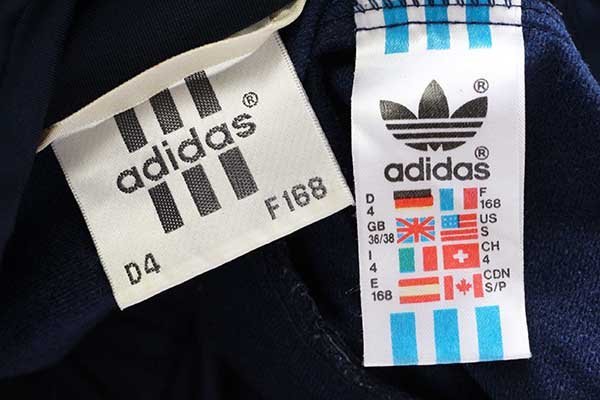 adidas®
D4 F168
®
adidas®
D F
4 168
GB US
36/38 S
I CH
4 4
E CDN
168 S/P